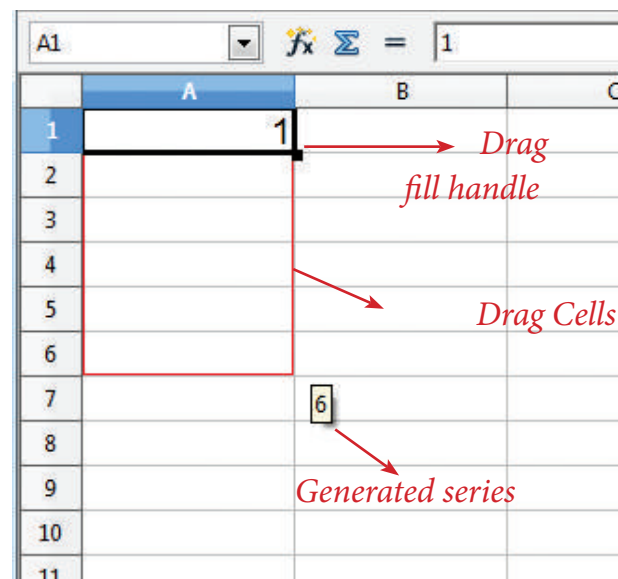 A1 fx Σ = 1
A B C
1 1
Drag
2
fill handle
3
4
5
Drag Cells
6
7
6
8
9
Generated series
10
11